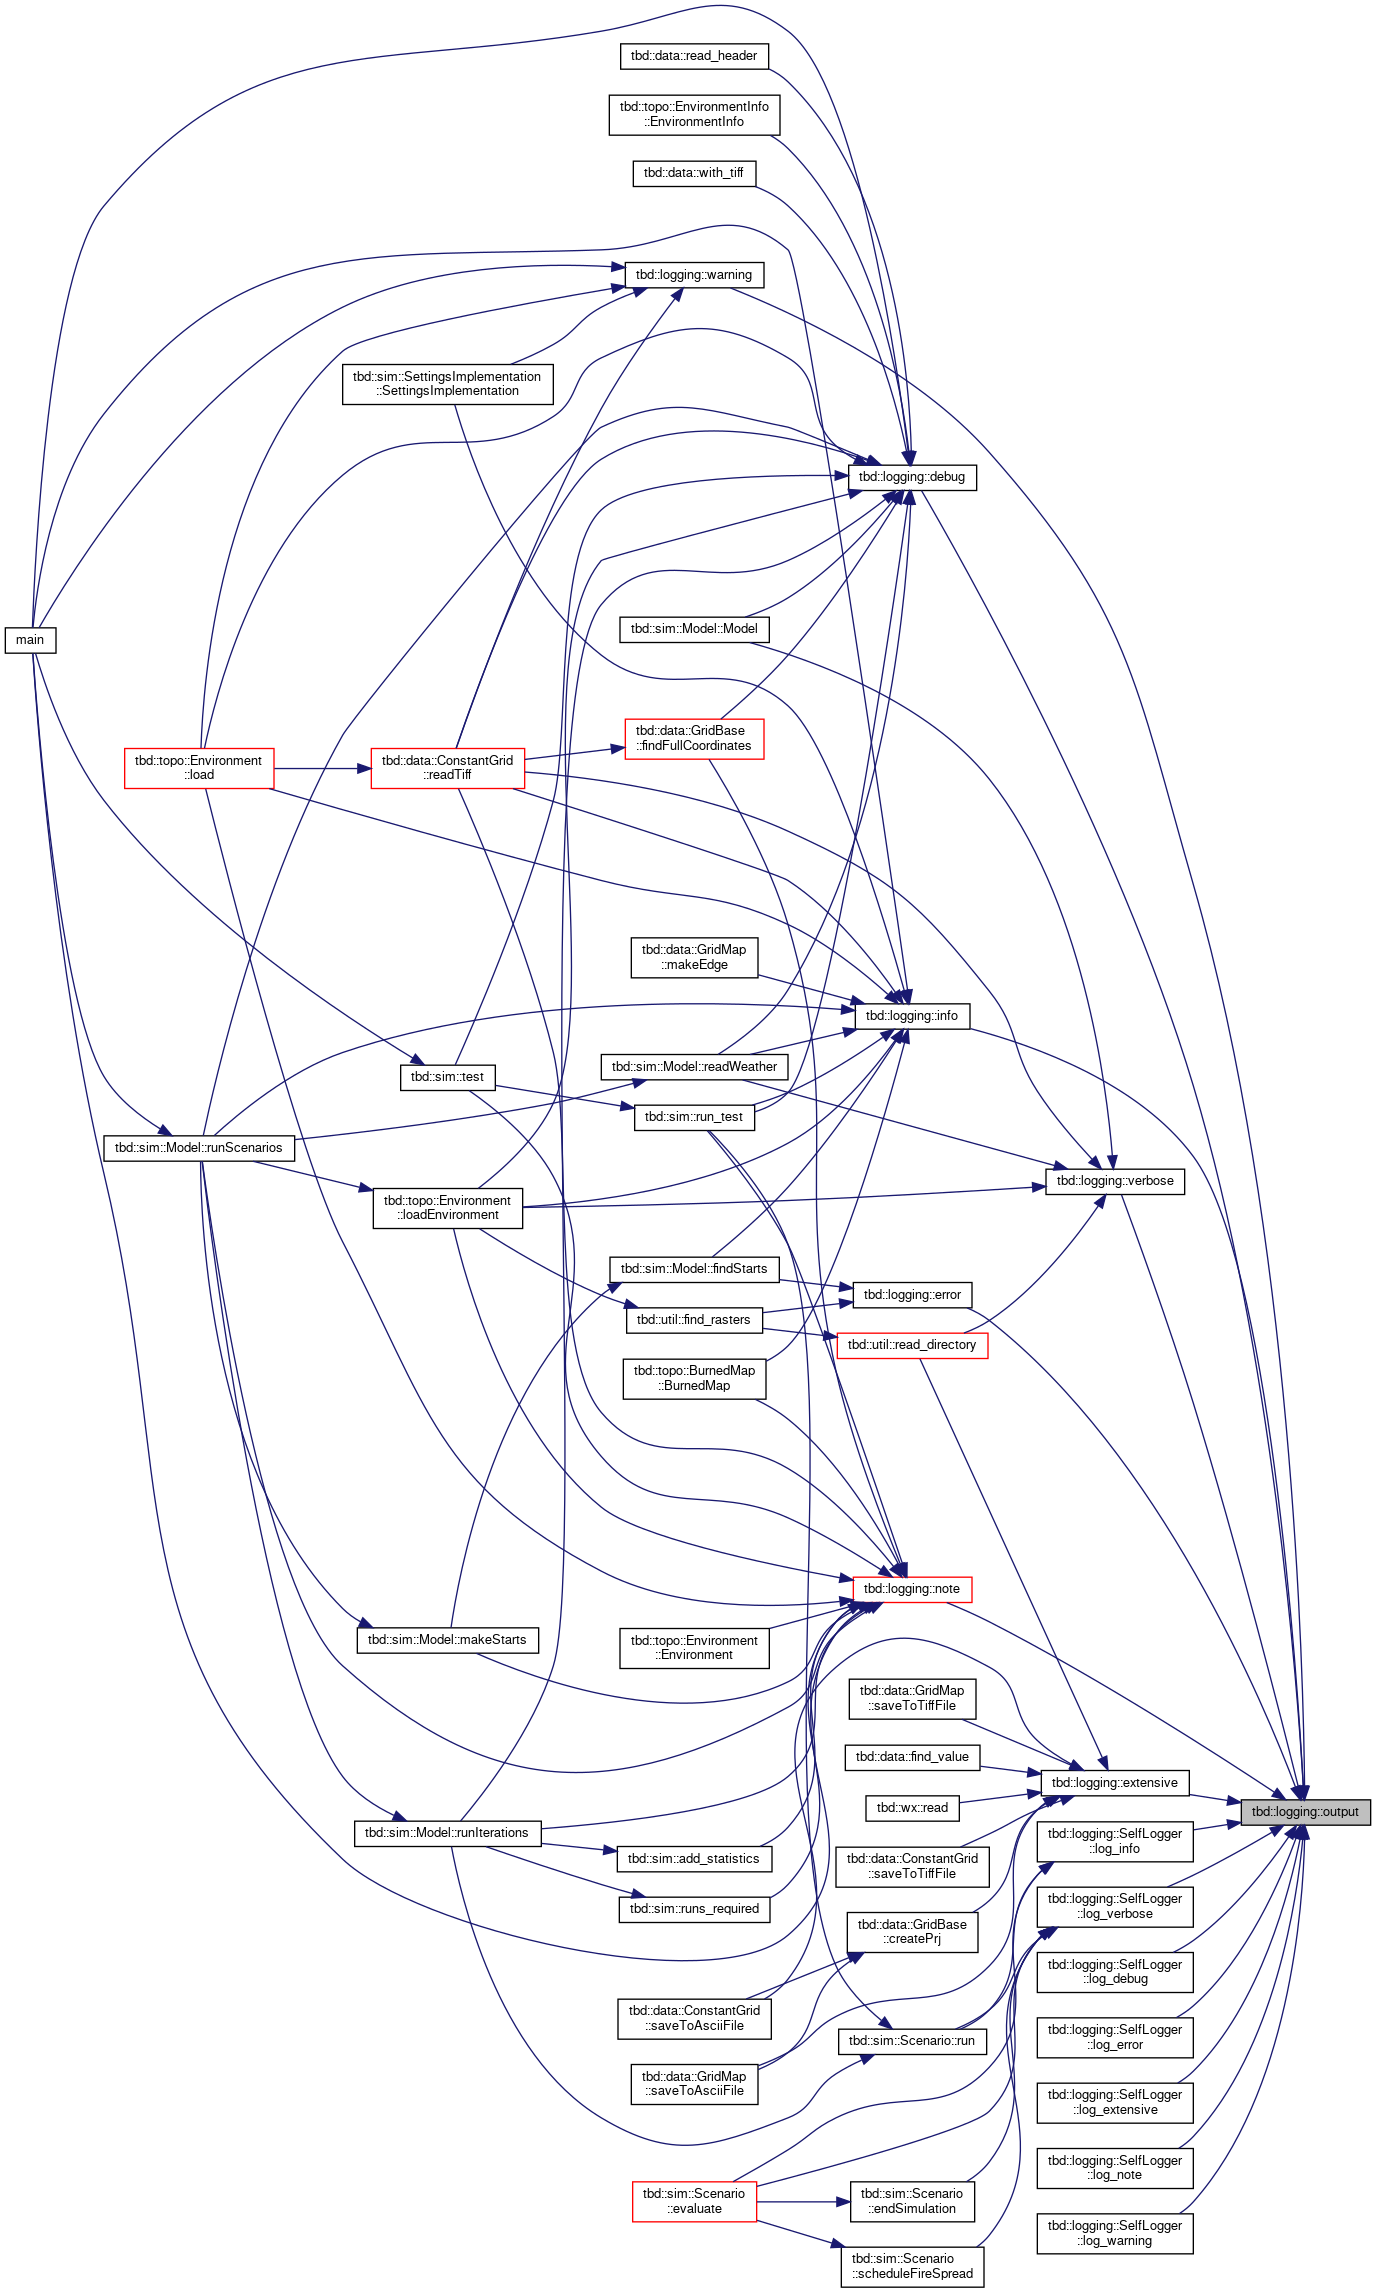 tbd::data::read_header
tbd::topo::EnvironmentInfo
::EnvironmentInfo
tbd::data::with_tiff
tbd::logging::warning
tbd::sim::SettingsImplementation
::SettingsImplementation
tbd::logging::debug
main
tbd::sim::Model::Model
tbd::data::GridBase
::findFullCoordinates
tbd::topo::Environment
::load
tbd::data::ConstantGrid
::readTiff
tbd::data::GridMap
::makeEdge
tbd::logging::info
tbd::sim::Model::readWeather
tbd::sim::test
tbd::sim::run_test
tbd::sim::Model::runScenarios
tbd::logging::verbose
tbd::topo::Environment
::loadEnvironment
tbd::sim::Model::findStarts
tbd::logging::error
tbd::util::find_rasters
tbd::util::read_directory
tbd::topo::BurnedMap
::BurnedMap
tbd::logging::note
tbd::sim::Model::makeStarts
tbd::topo::Environment
::Environment
tbd::data::GridMap
::saveToTiffFile
tbd::data::find_value
tbd::logging::extensive
tbd::wx::read
tbd::logging::output
tbd::sim::Model::runIterations
tbd::logging::SelfLogger
::log_info
tbd::sim::add_statistics
tbd::data::ConstantGrid
::saveToTiffFile
tbd::sim::runs_required
tbd::logging::SelfLogger
::log_verbose
tbd::data::GridBase
::createPrj
tbd::logging::SelfLogger
::log_debug
tbd::data::ConstantGrid
::saveToAsciiFile
tbd::sim::Scenario::run
tbd::logging::SelfLogger
::log_error
tbd::data::GridMap
::saveToAsciiFile
tbd::logging::SelfLogger
::log_extensive
tbd::logging::SelfLogger
::log_note
tbd::sim::Scenario
::evaluate
tbd::sim::Scenario
::endSimulation
tbd::logging::SelfLogger
::log_warning
tbd::sim::Scenario
::scheduleFireSpread